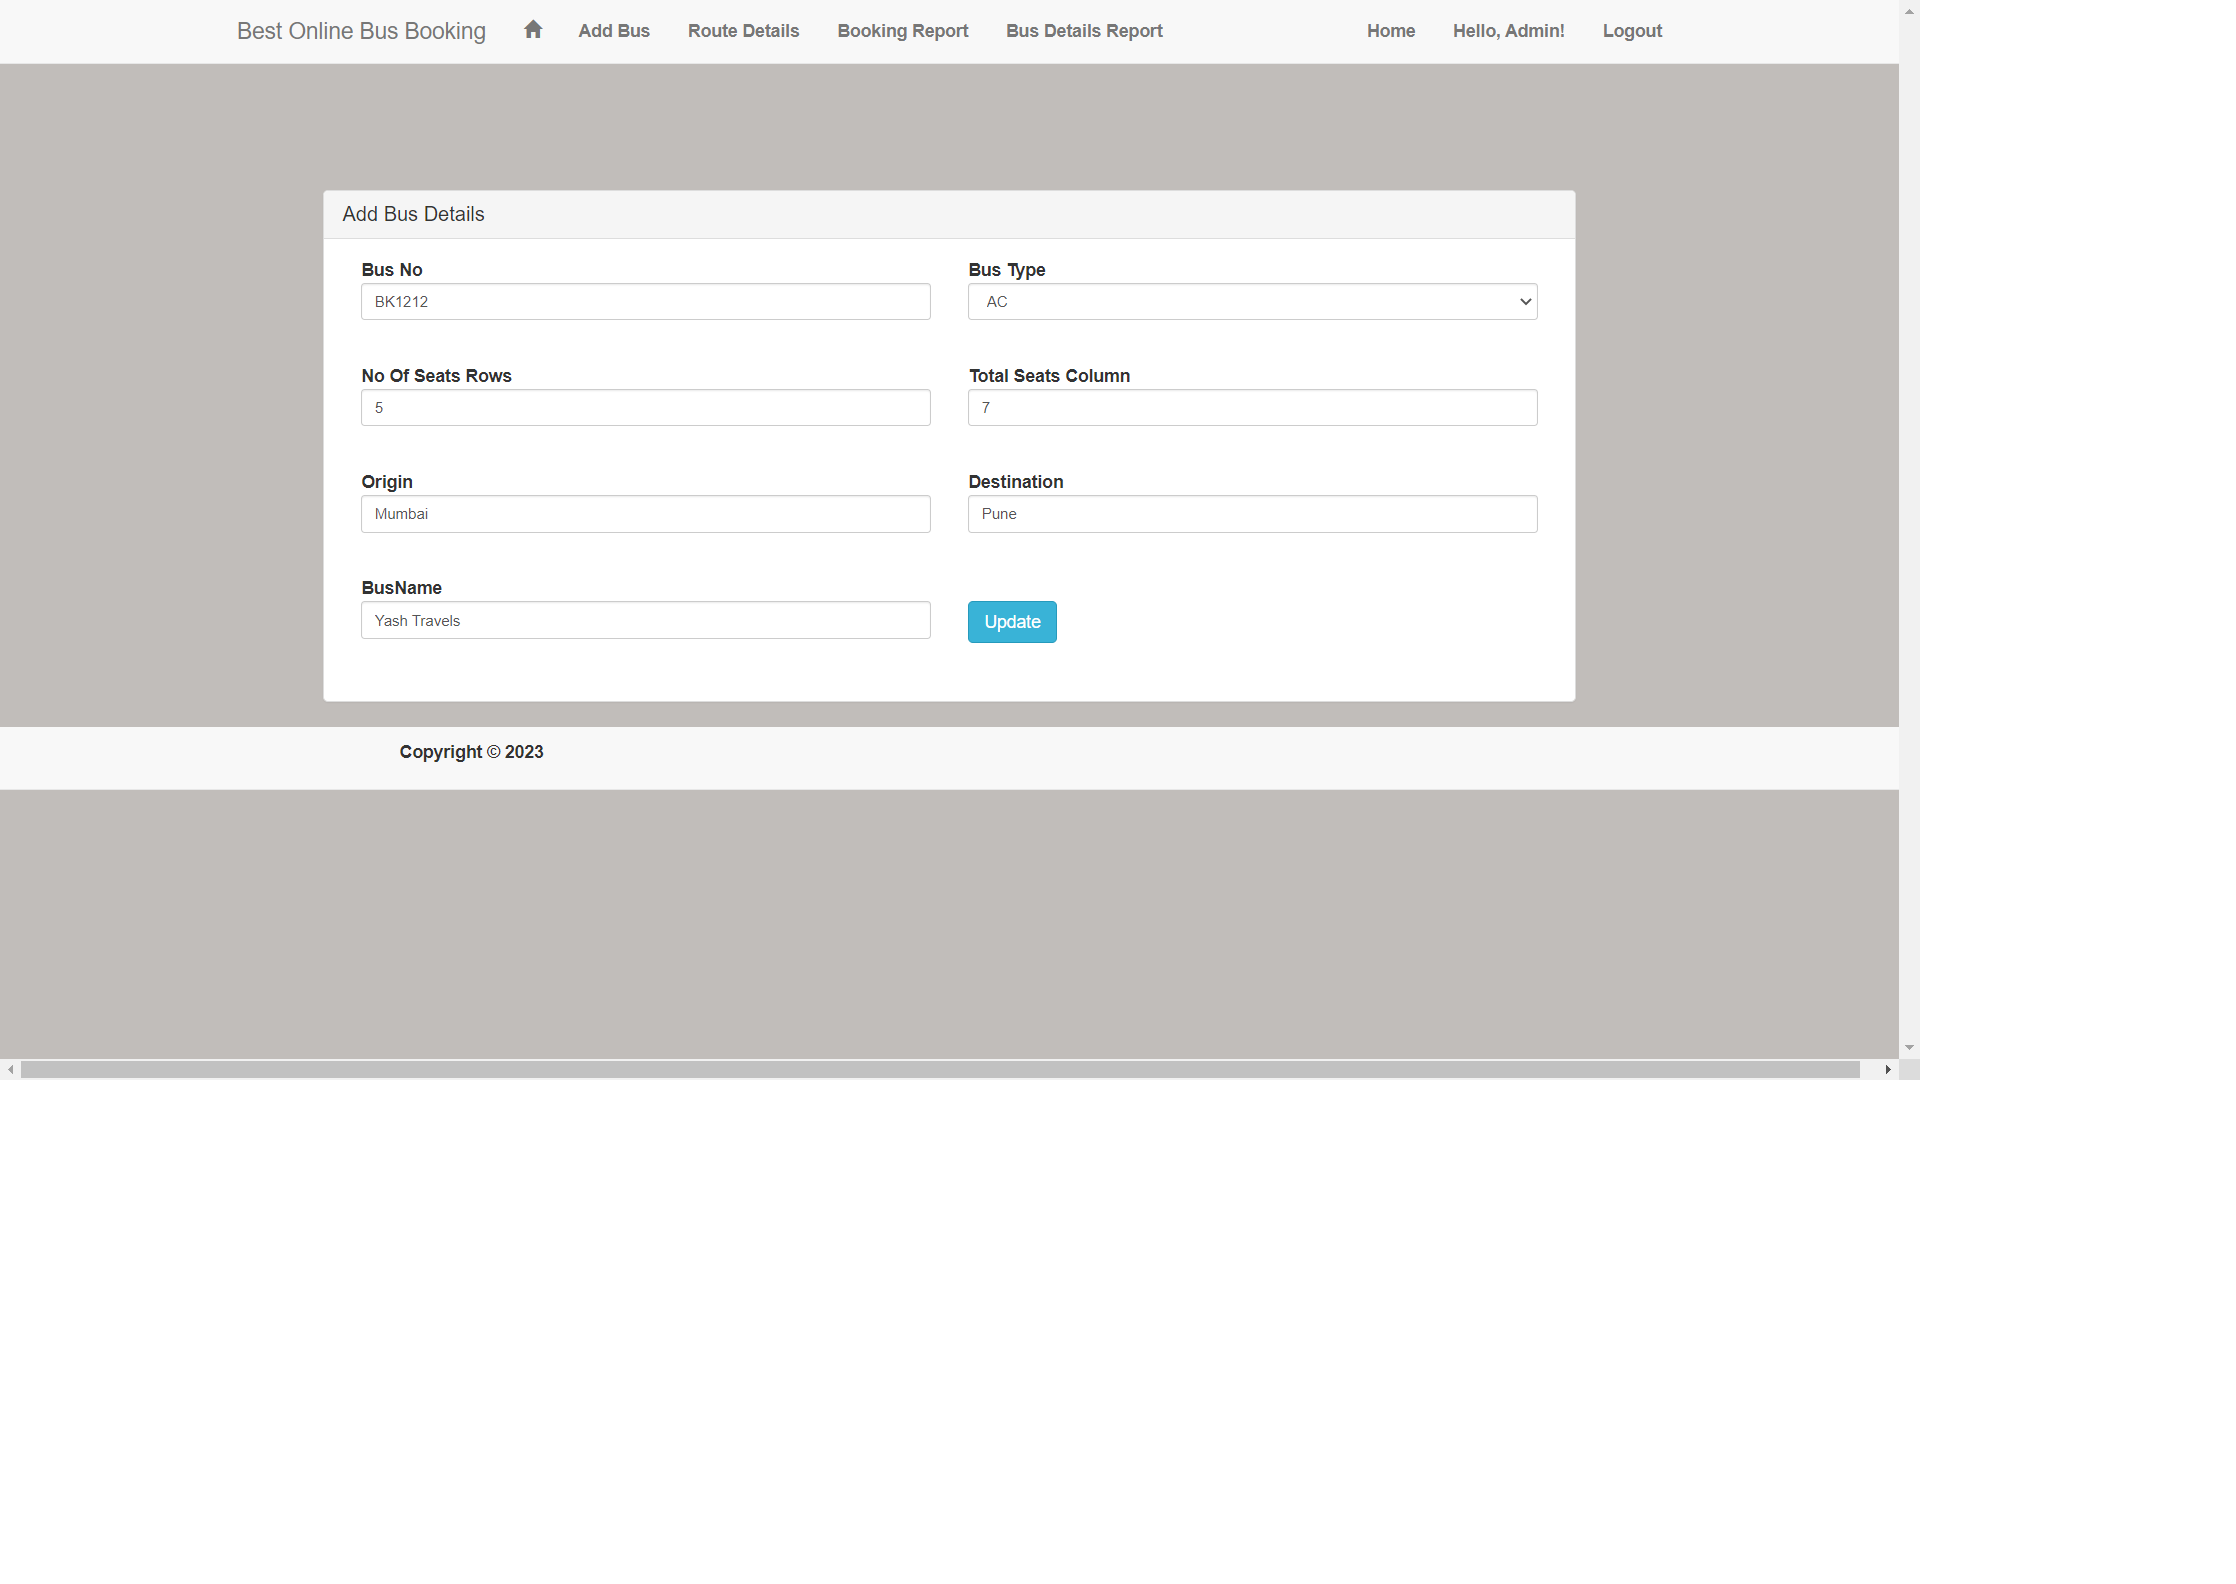 Best Online Bus Booking Add Bus Route Details Booking Report Bus Details Report Home Hello, Admin! Logout
Add Bus Details
Bus No Bus Type
BK1212 AC
No Of Seats Rows Total Seats Column
5 7
Origin Destination
Mumbai Pune
BusName
Yash Travels Update
Copyright © 2023